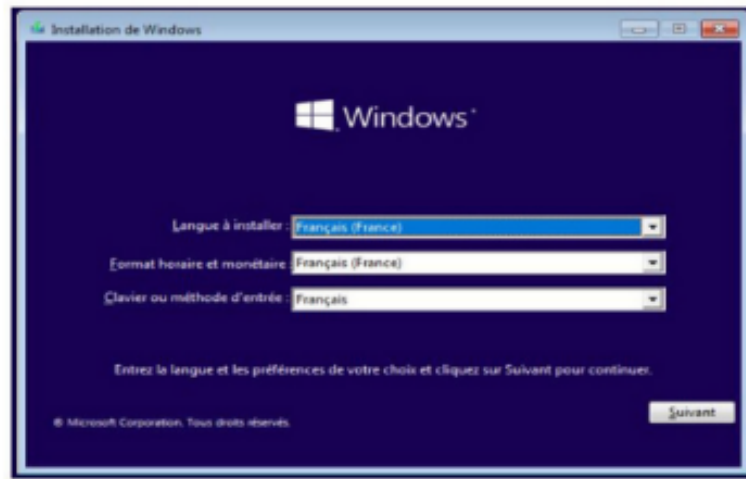 Installation de Windows
Windows
Langue à installer : Français (France)
Format horaire et monétaire : Français (France)
Clavier ou méthode d'entrée : Français
Entrez la langue et les préférences de votre choix et cliquez sur Suivant pour continuer.
Suivant
© Microsoft Corporation. Tous droits réservés.